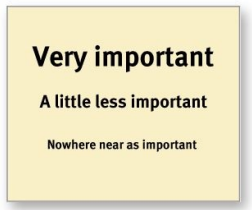 Very important
A little less important
Nowhere near as important